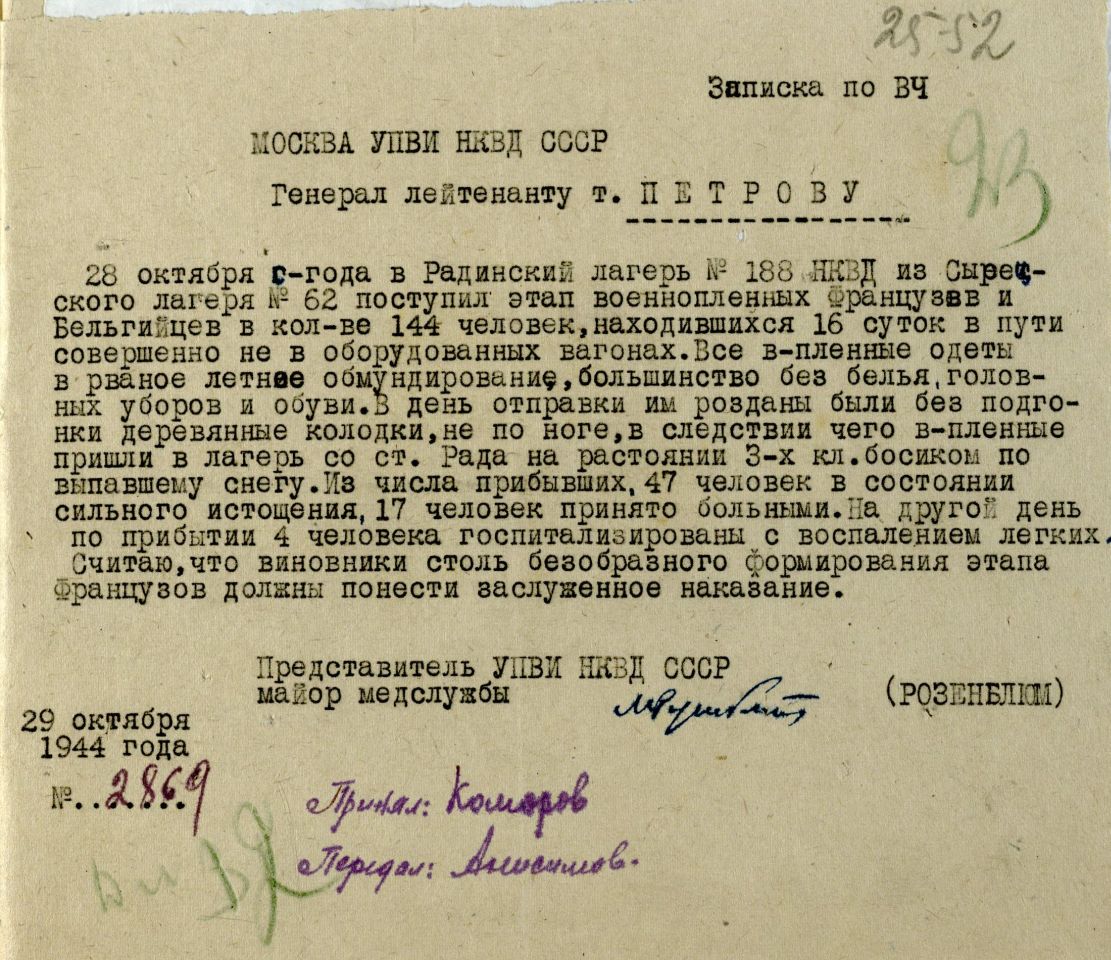 25-52
Записка по ВЧ
МОСКВА УПВИ НКВД СССР
Генерал лейтенанту т. П Е Т Р О В У
28 октября с-года в Радинский лагерь № 188 НКВД из Сырец-
ского лагеря № 62 поступил этап военнопленных Французов и
Бельгийцев в кол-ве 144 человек,находившихся 16 суток в пути
совершенно не в оборудованных вагонах.Все в-пленные одеты
в рваное летнее обмундирование,большинство без белья,голов-
ных уборов и обуви.В день отправки им розданы были без подго-
нки деревянные колодки,не по ноге,в следствии чего в-пленные
пришли в лагерь со ст. Рада на растоянии 3-х кл.босиком по
выпавшему снегу.Из числа прибывших, 47 человек в состоянии
сильного истощения, 17 человек принято больными.На другой день
по прибытии 4 человека госпитализированы с воспалением легких.
Считаю,что виновники столь безобразного формирования этапа
Французов должны понести заслуженное наказание.
Представитель УПВИ НКВД СССР
майор медслужбы (РОЗЕНБЛЮМ)
29 октября
1944 года
№..2869
Принял: Комаров
Передал: Анисимов.